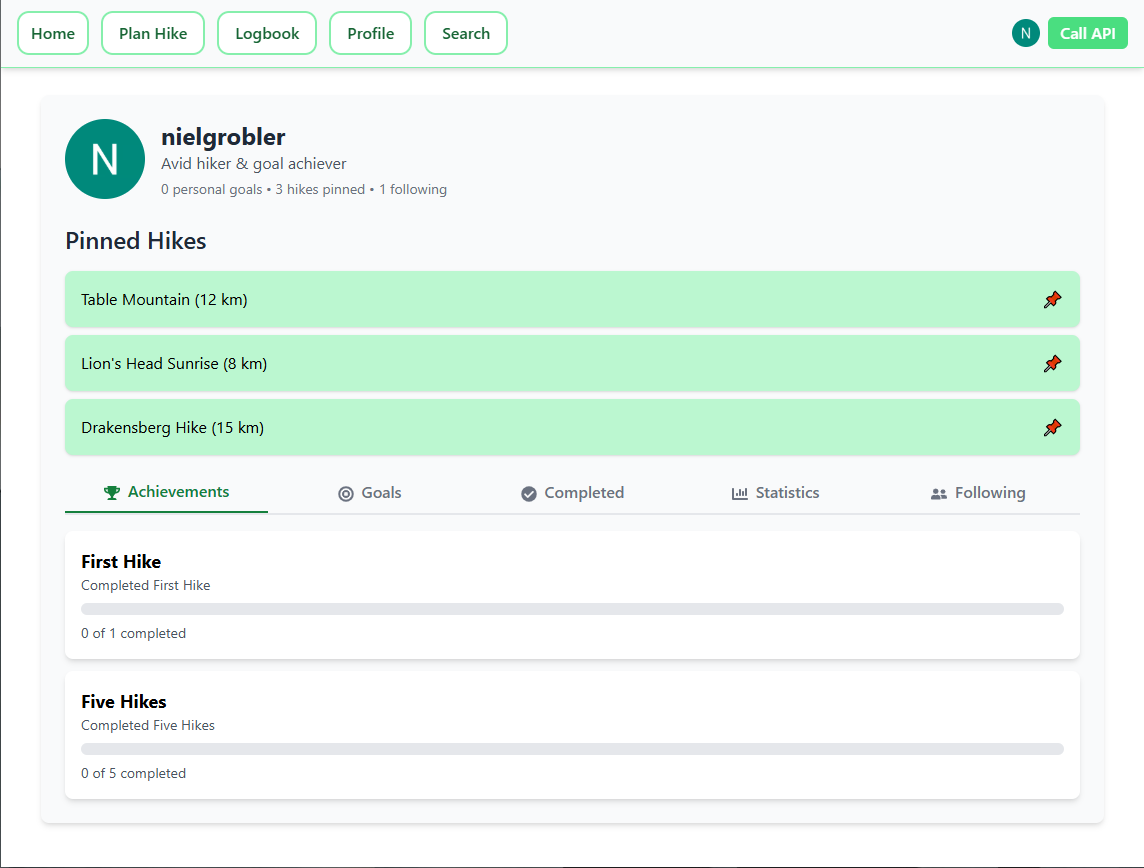 Home Plan Hike Logbook Profile Search N Call API
N
nielgrobler
Avid hiker & goal achiever
0 personal goals • 3 hikes pinned • 1 following
Pinned Hikes
Table Mountain (12 km)
Lion's Head Sunrise (8 km)
Drakensberg Hike (15 km)
Achievements Goals Completed Statistics Following
First Hike
Completed First Hike
0 of 1 completed
Five Hikes
Completed Five Hikes
0 of 5 completed